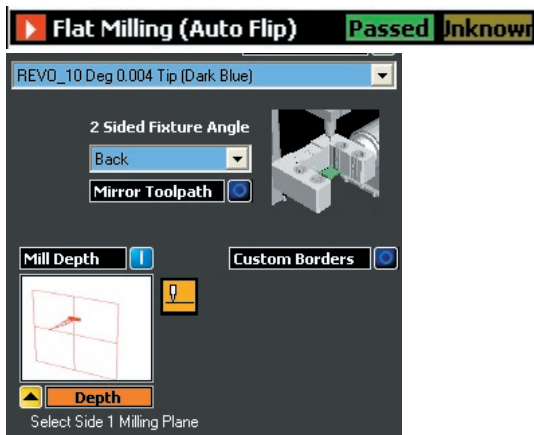 Flat Milling (Auto Flip) Passed Unknown
REVO_10 Deg 0.004 Tip (Dark Blue)
2 Sided Fixture Angle
Back
Mirror Toolpath
Mill Depth Custom Borders
Depth
Select Side 1 Milling Plane